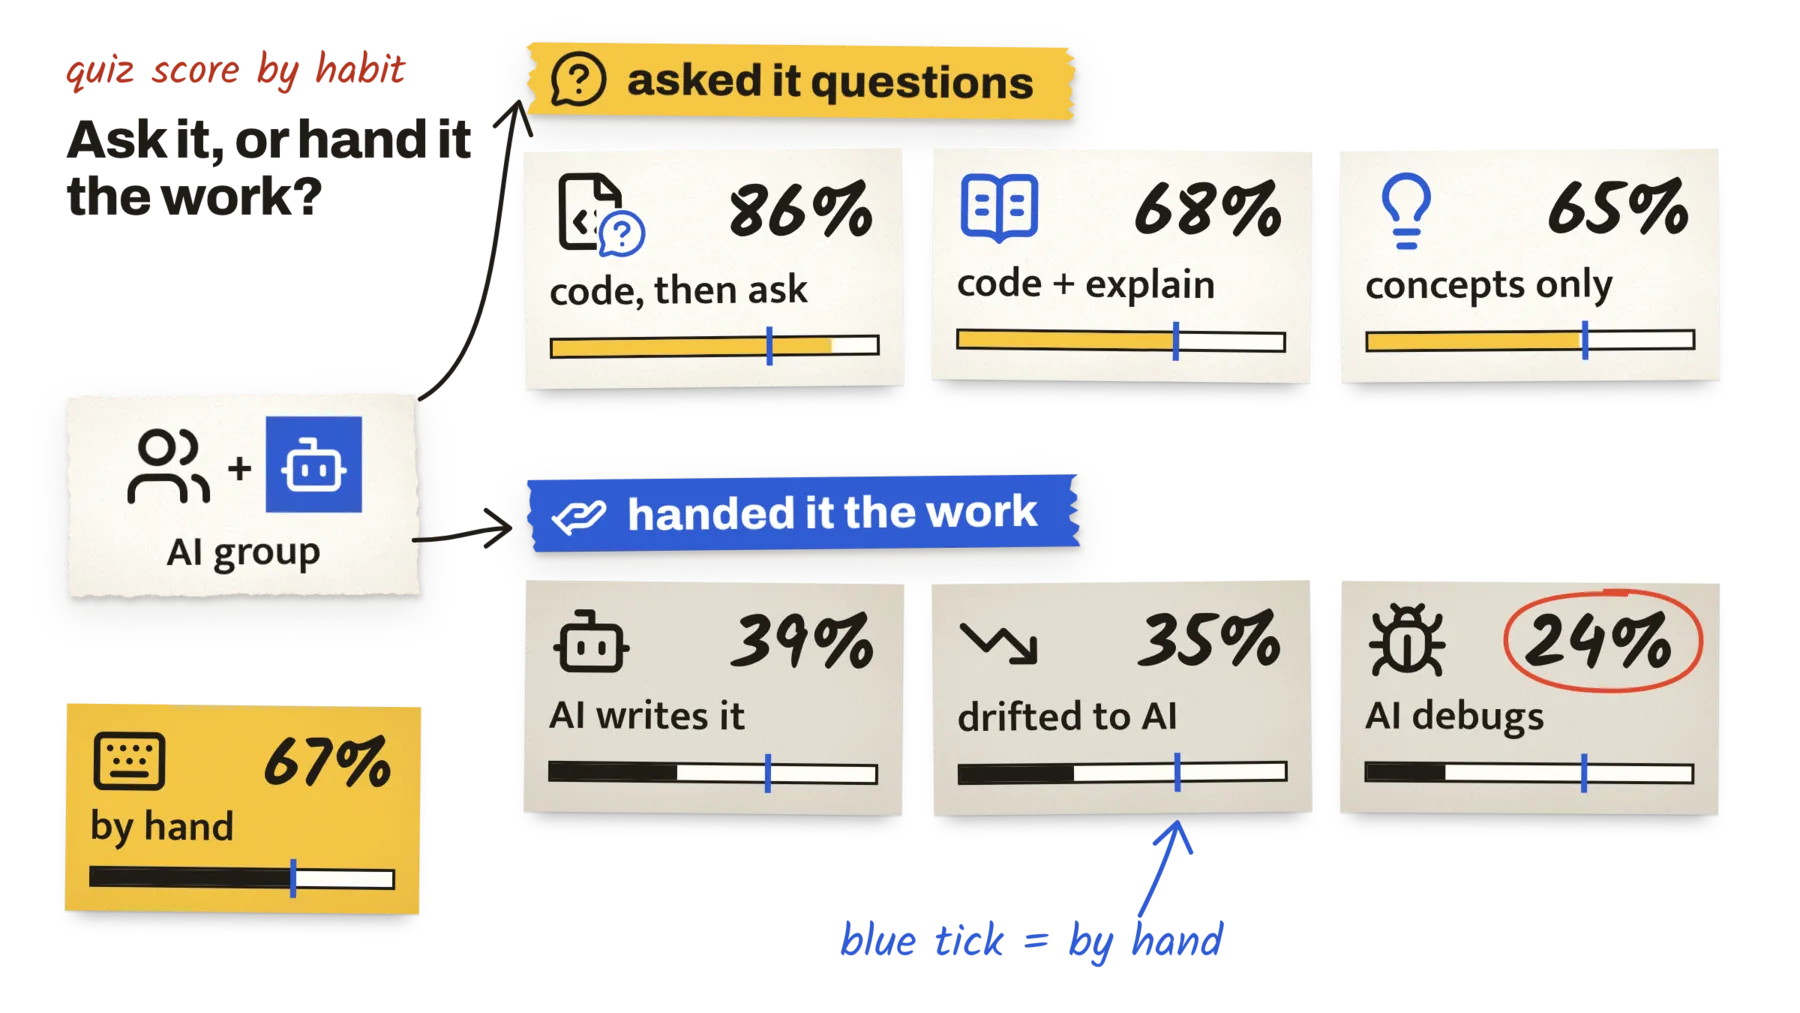 quiz score by habit
Ask it, or hand it
the work?
asked it questions
86%
code, then ask
68%
code + explain
65%
concepts only
+
AI group
handed it the work
39%
AI writes it
35%
drifted to AI
24%
AI debugs
67%
by hand
blue tick = by hand